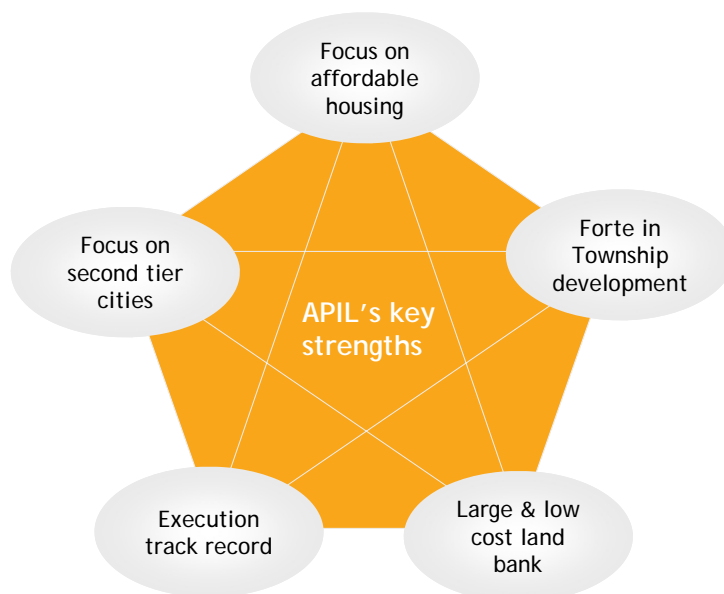 Focus on
affordable
housing
Focus on
second tier
cities
Forte in
Township
development
APIL's key
strengths
Execution
track record
Large & low
cost land
bank